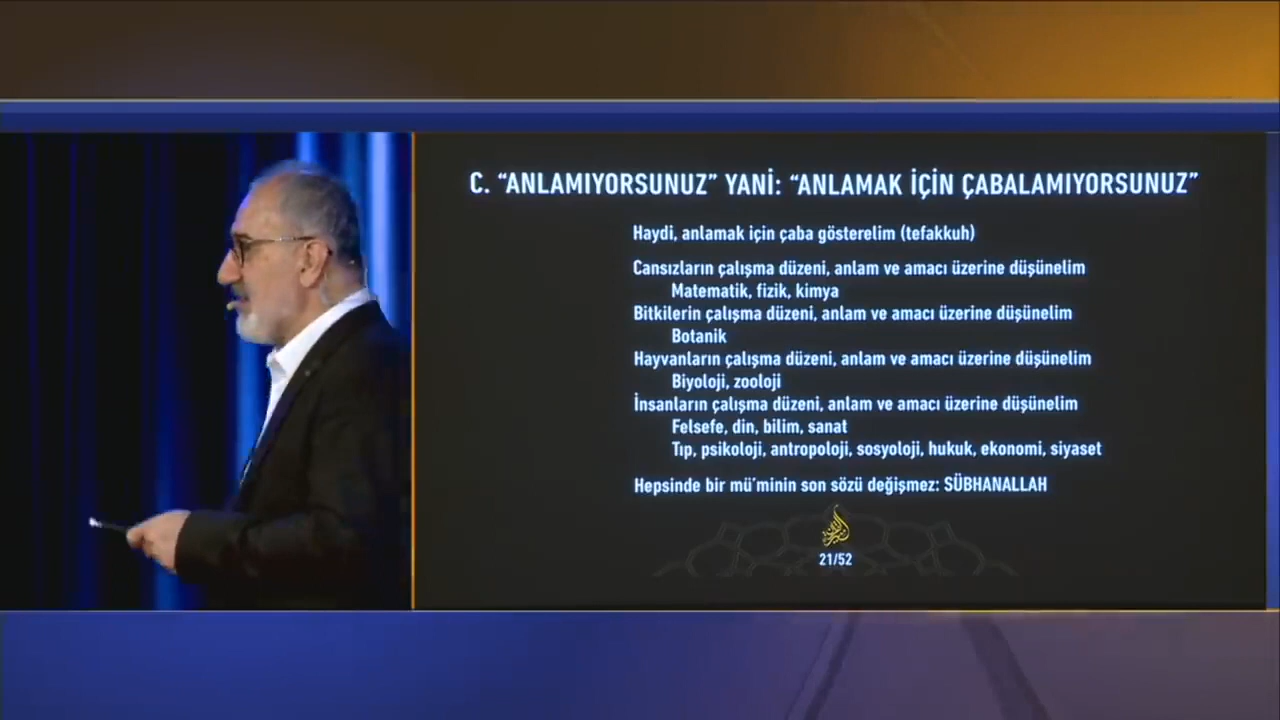 C. “ANLAMIYORSUNUZ” YANİ: “ANLAMAK İÇİN ÇABALAMIYORSUNUZ”
Haydi, anlamak için çaba gösterelim (tefakkuh)
Cansızların çalışma düzeni, anlam ve amacı üzerine düşünelim
Matematik, fizik, kimya
Bitkilerin çalışma düzeni, anlam ve amacı üzerine düşünelim
Botanik
Hayvanların çalışma düzeni, anlam ve amacı üzerine düşünelim
Biyoloji, zooloji
İnsanların çalışma düzeni, anlam ve amacı üzerine düşünelim
Felsefe, din, bilim, sanat
Tıp, psikoloji, antropoloji, sosyoloji, hukuk, ekonomi, siyaset
Hepsinde bir mü’minin son sözü değişmez: SÜBHANALLAH
21/52